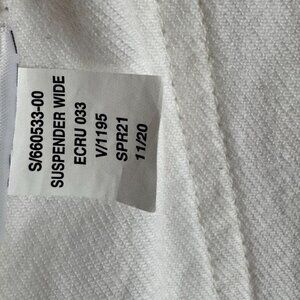 S/660533-00
SUSPENDER WIDE
ECRU 033
V/1195
SPR21
11/20